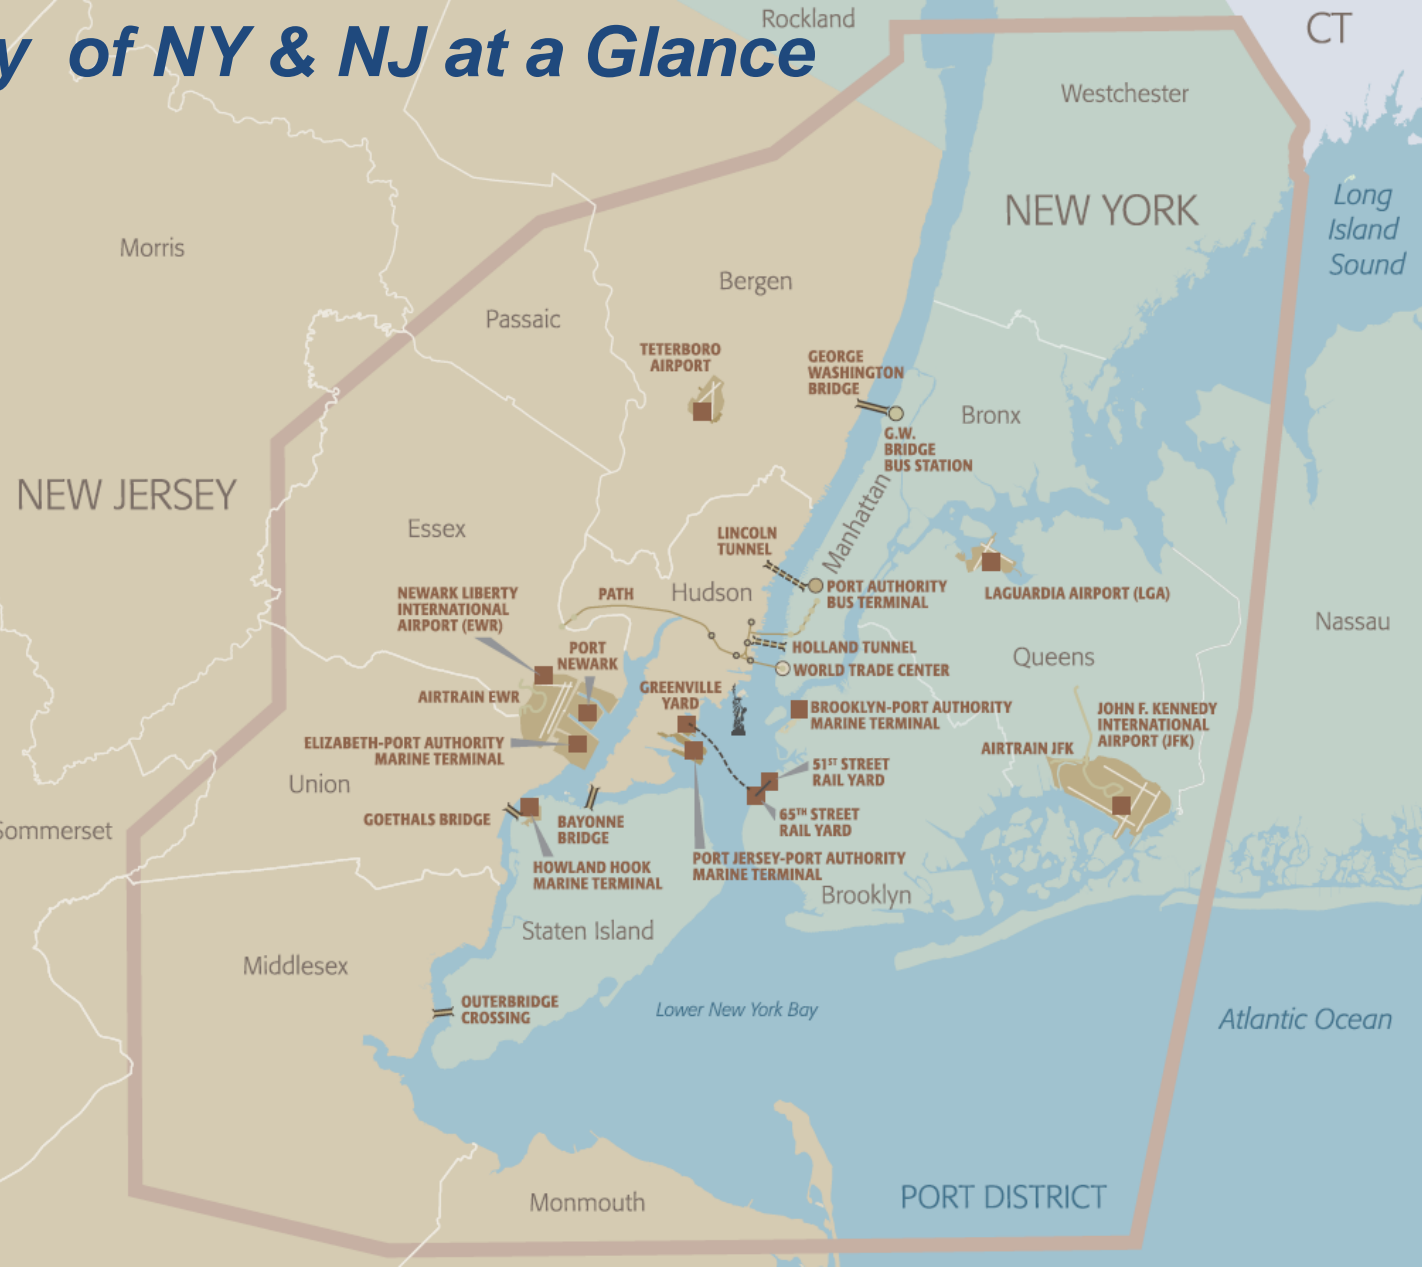 y of NY & NJ at a Glance
Rockland
CT
Westchester
NEW YORK
Long
Island
Sound
Morris
Bergen
Passaic
TETERBORO
AIRPORT
GEORGE
WASHINGTON
BRIDGE
Bronx
G.W.
BRIDGE
BUS STATION
NEW JERSEY
Manhattan
Essex
LINCOLN
TUNNEL
NEWARK LIBERTY
INTERNATIONAL
AIRPORT (EWR)
PATH
Hudson
PORT AUTHORITY
BUS TERMINAL
LAGUARDIA AIRPORT (LGA)
Nassau
PORT
NEWARK
HOLLAND TUNNEL
WORLD TRADE CENTER
Queens
AIRTRAIN EWR
GREENVILLE
YARD
BROOKLYN-PORT AUTHORITY
MARINE TERMINAL
JOHN F. KENNEDY
INTERNATIONAL
AIRPORT (JFK)
AIRTRAIN JFK
ELIZABETH-PORT AUTHORITY
MARINE TERMINAL
51ST STREET
RAIL YARD
Union
GOETHALS BRIDGE
BAYONNE
BRIDGE
65TH STREET
RAIL YARD
Sommerset
HOWLAND HOOK
MARINE TERMINAL
PORT JERSEY-PORT AUTHORITY
MARINE TERMINAL
Brooklyn
Staten Island
Middlesex
OUTERBRIDGE
CROSSING
Lower New York Bay
Atlantic Ocean
Monmouth
PORT DISTRICT